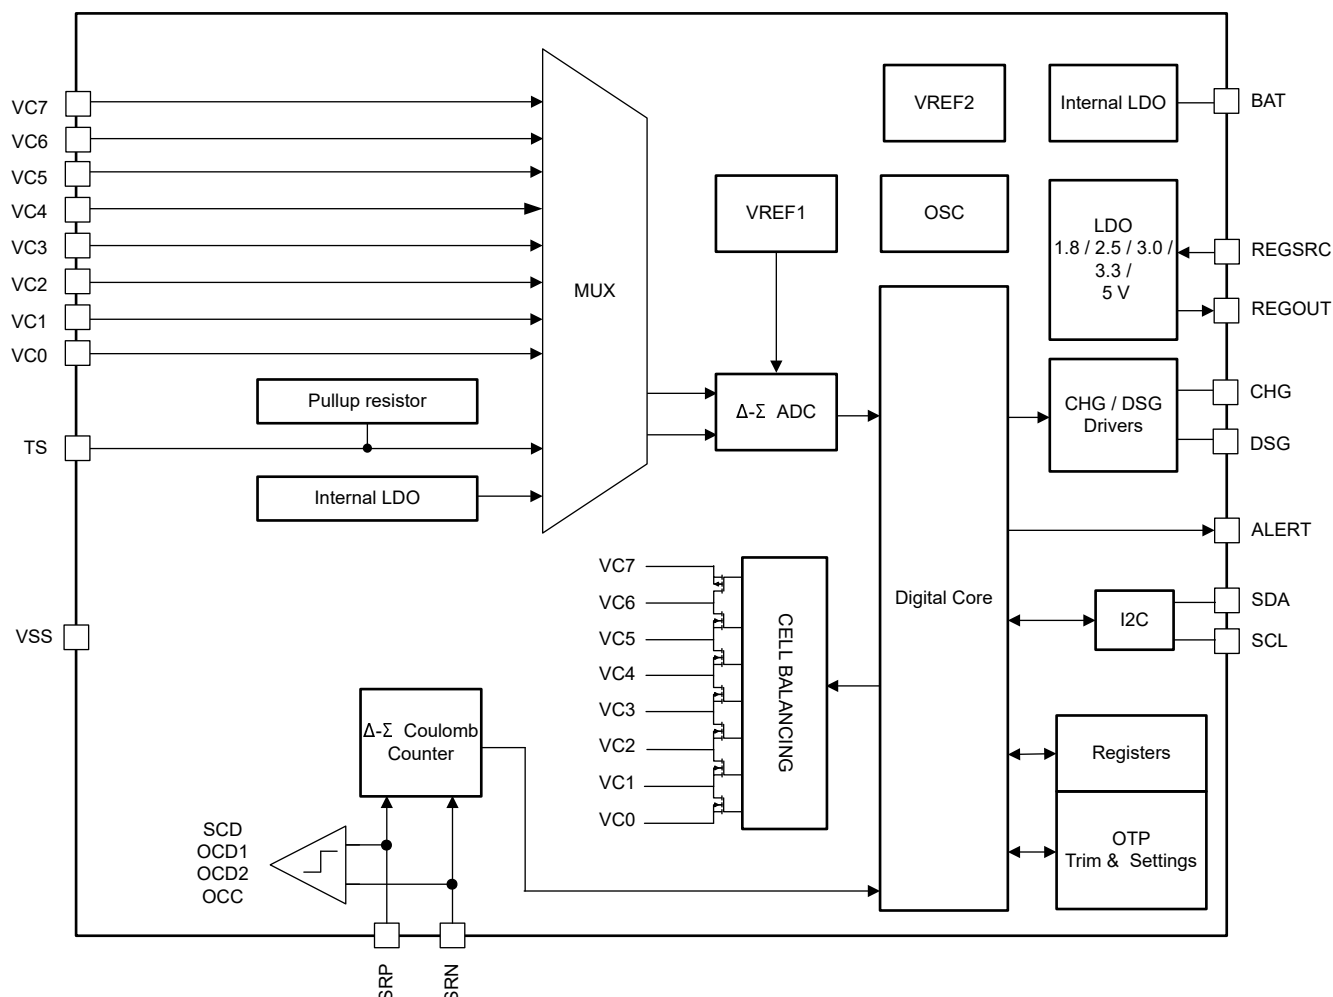 VC7
VC6
VC5
VC4
VC3
VC2
VC1
VC0
TS
VSS
MUX
Pullup resistor
Internal LDO
VREF1
VREF2
OSC
Internal LDO
LDO
1.8 / 2.5 / 3.0 /
3.3 /
5 V
BAT
REGSRC
REGOUT
Δ-Σ ADC
CHG / DSG
Drivers
CHG
DSG
ALERT
Digital Core
I2C
SDA
SCL
VC7
VC6
VC5
VC4
VC3
VC2
VC1
VC0
CELL BALANCING
Δ-Σ Coulomb
Counter
Registers
OTP
Trim & Settings
SCD
OCD1
OCD2
OCC
SRP
SRN